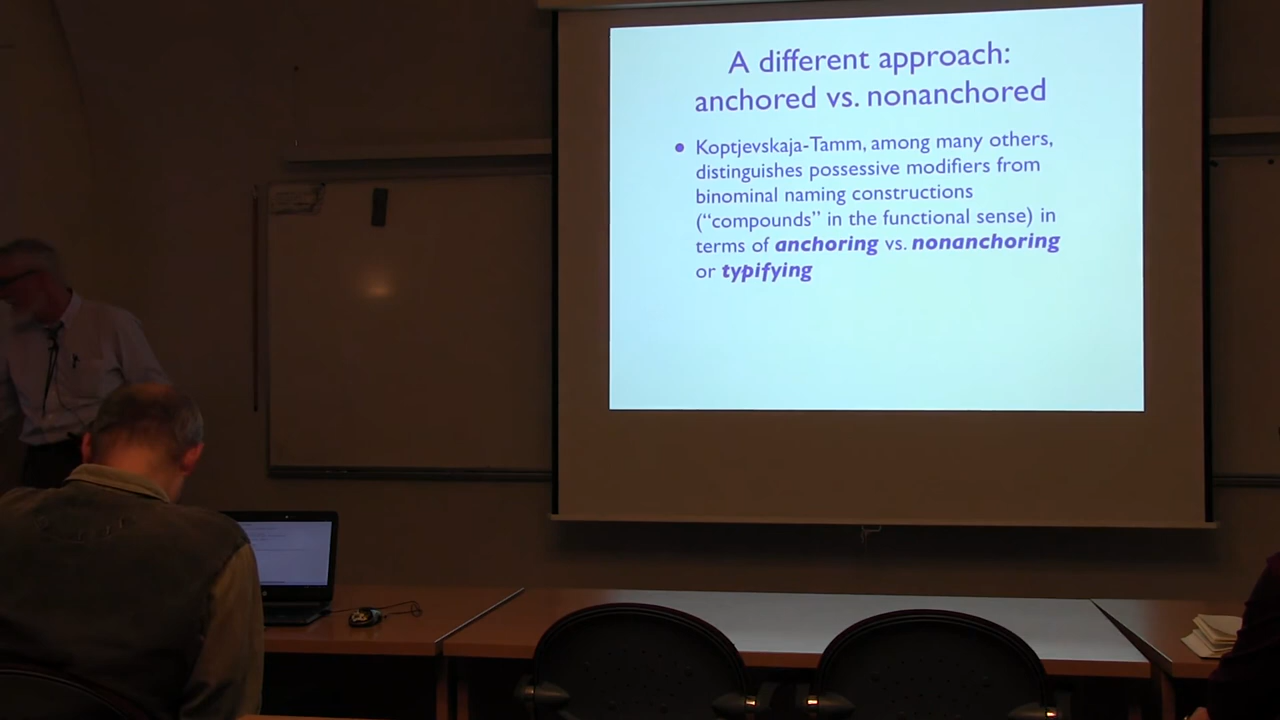 A different approach:
anchored vs. nonanchored
• Koptjevskaja-Tamm, among many others,
distinguishes possessive modifiers from
binominal naming constructions
(“compounds” in the functional sense) in
terms of anchoring vs. nonanchoring
or typifying